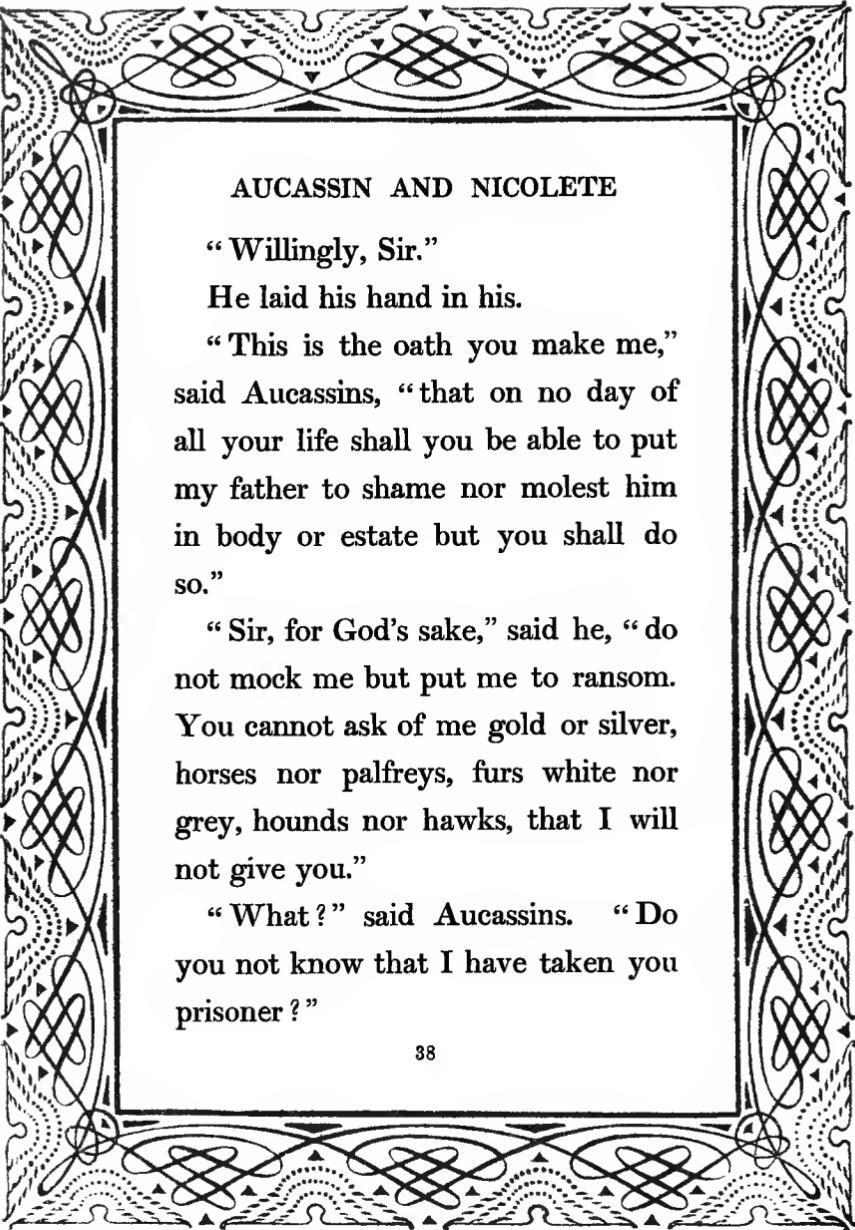 AUCASSIN AND NICOLETE
“Willingly, Sir.”
He laid his hand in his.
“This is the oath you make me,”
said Aucassins, “that on no day of
all your life shall you be able to put
my father to shame nor molest him
in body or estate but you shall do
so.”
“Sir, for God’s sake,” said he, “do
not mock me but put me to ransom.
You cannot ask of me gold or silver,
horses nor palfreys, furs white nor
grey, hounds nor hawks, that I will
not give you.”
“What?” said Aucassins. “Do
you not know that I have taken you
prisoner?”
38